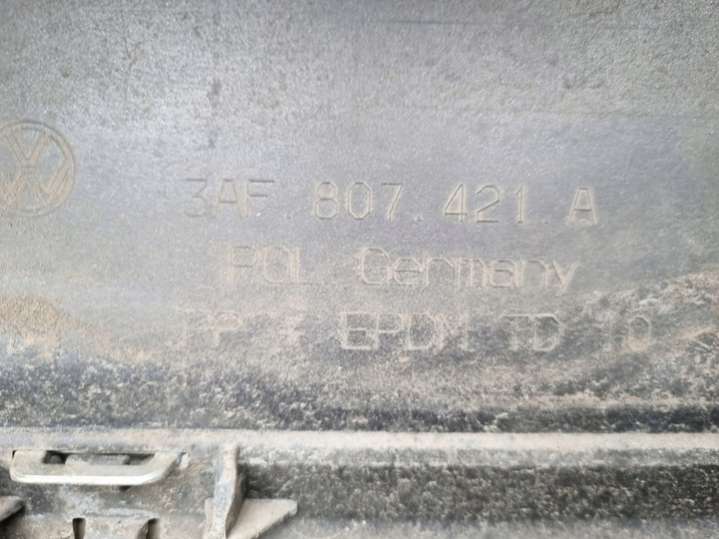 3AF. 807. 421. A
POL Germany
PP + EPDM TD 10